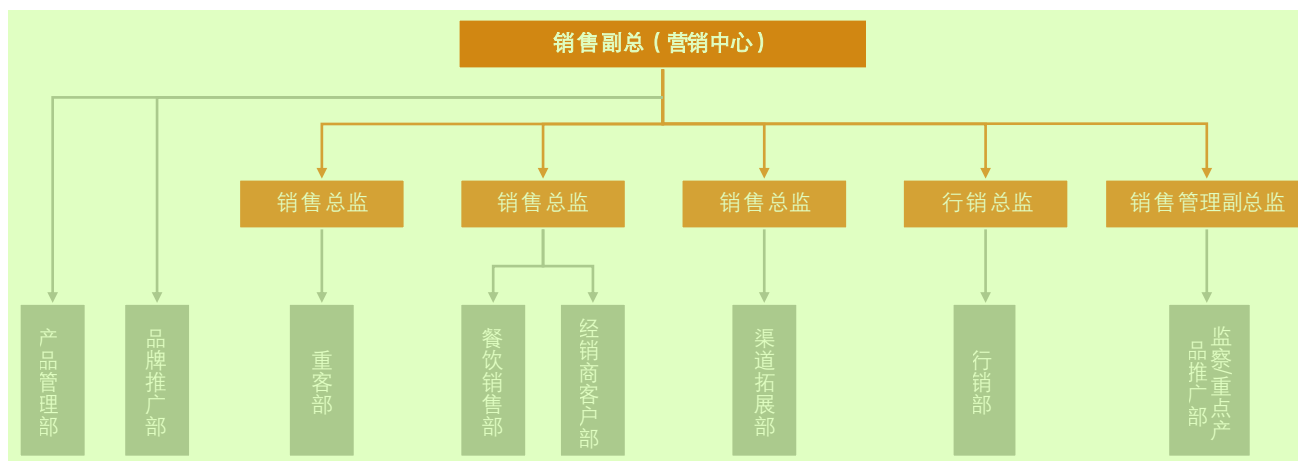 销售副总（营销中心）
销售总监
销售总监
销售总监
行销总监
销售管理副总监
产品管理部
品牌推广部
重客部
餐饮销售部
经销商客户部
渠道拓展部
行销部
监察/重点产
品推广部